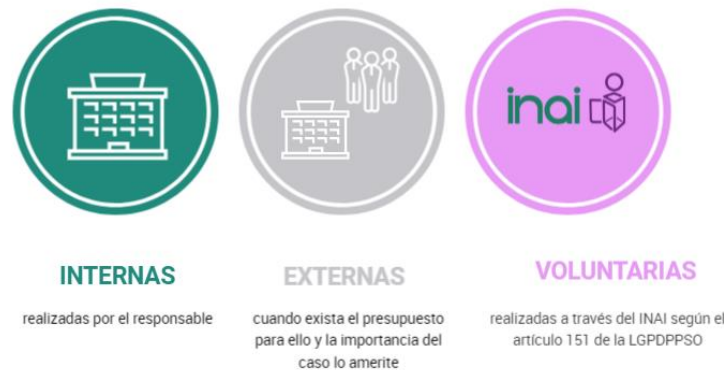 inai
INTERNAS
realizadas por el responsable
EXTERNAS
cuando exista el presupuesto
para ello y la importancia del
caso lo amerite
VOLUNTARIAS
realizadas a través del INAI según el
artículo 151 de la LGPDPPSO